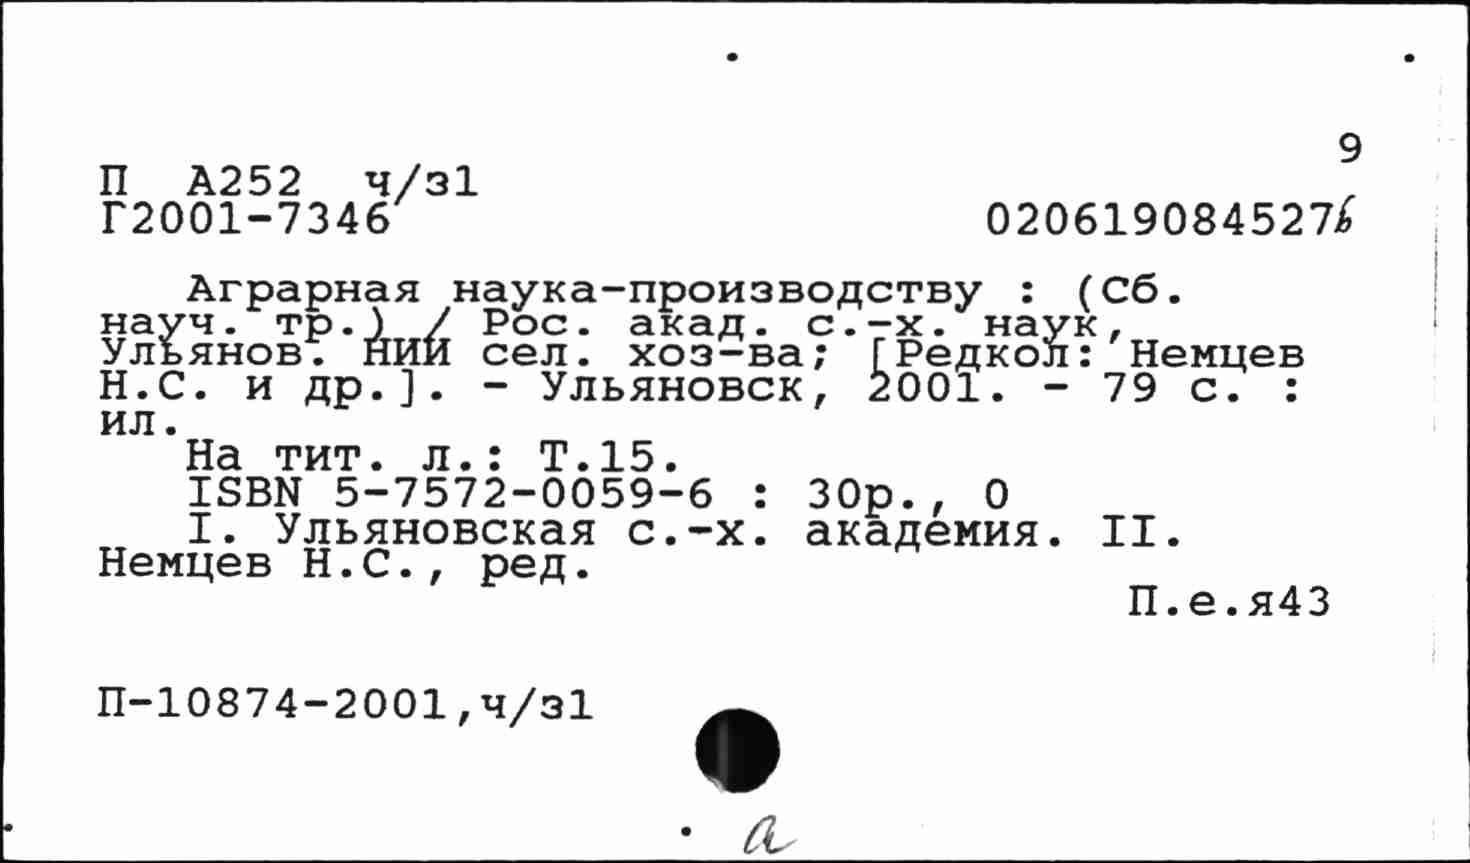 9
П А252 ч/з1
Г2001-7346
020619084527б
Аграрная наука-производству : (Сб.
науч. тр.) / Рос. акад. с.-х. наук,
Ульянов. НИИ сел. хоз-ва; [Редкол: Немцев
Н.С. и др.]. - Ульяновск, 2001. - 79 с. :
ил.
На тит. л.: Т.15.
ISBN 5-7572-0059-6 : 30р., 0
I. Ульяновская с.-х. академия. II.
Немцев Н.С., ред.
П.е.я43
П-10874-2001,ч/з1
а